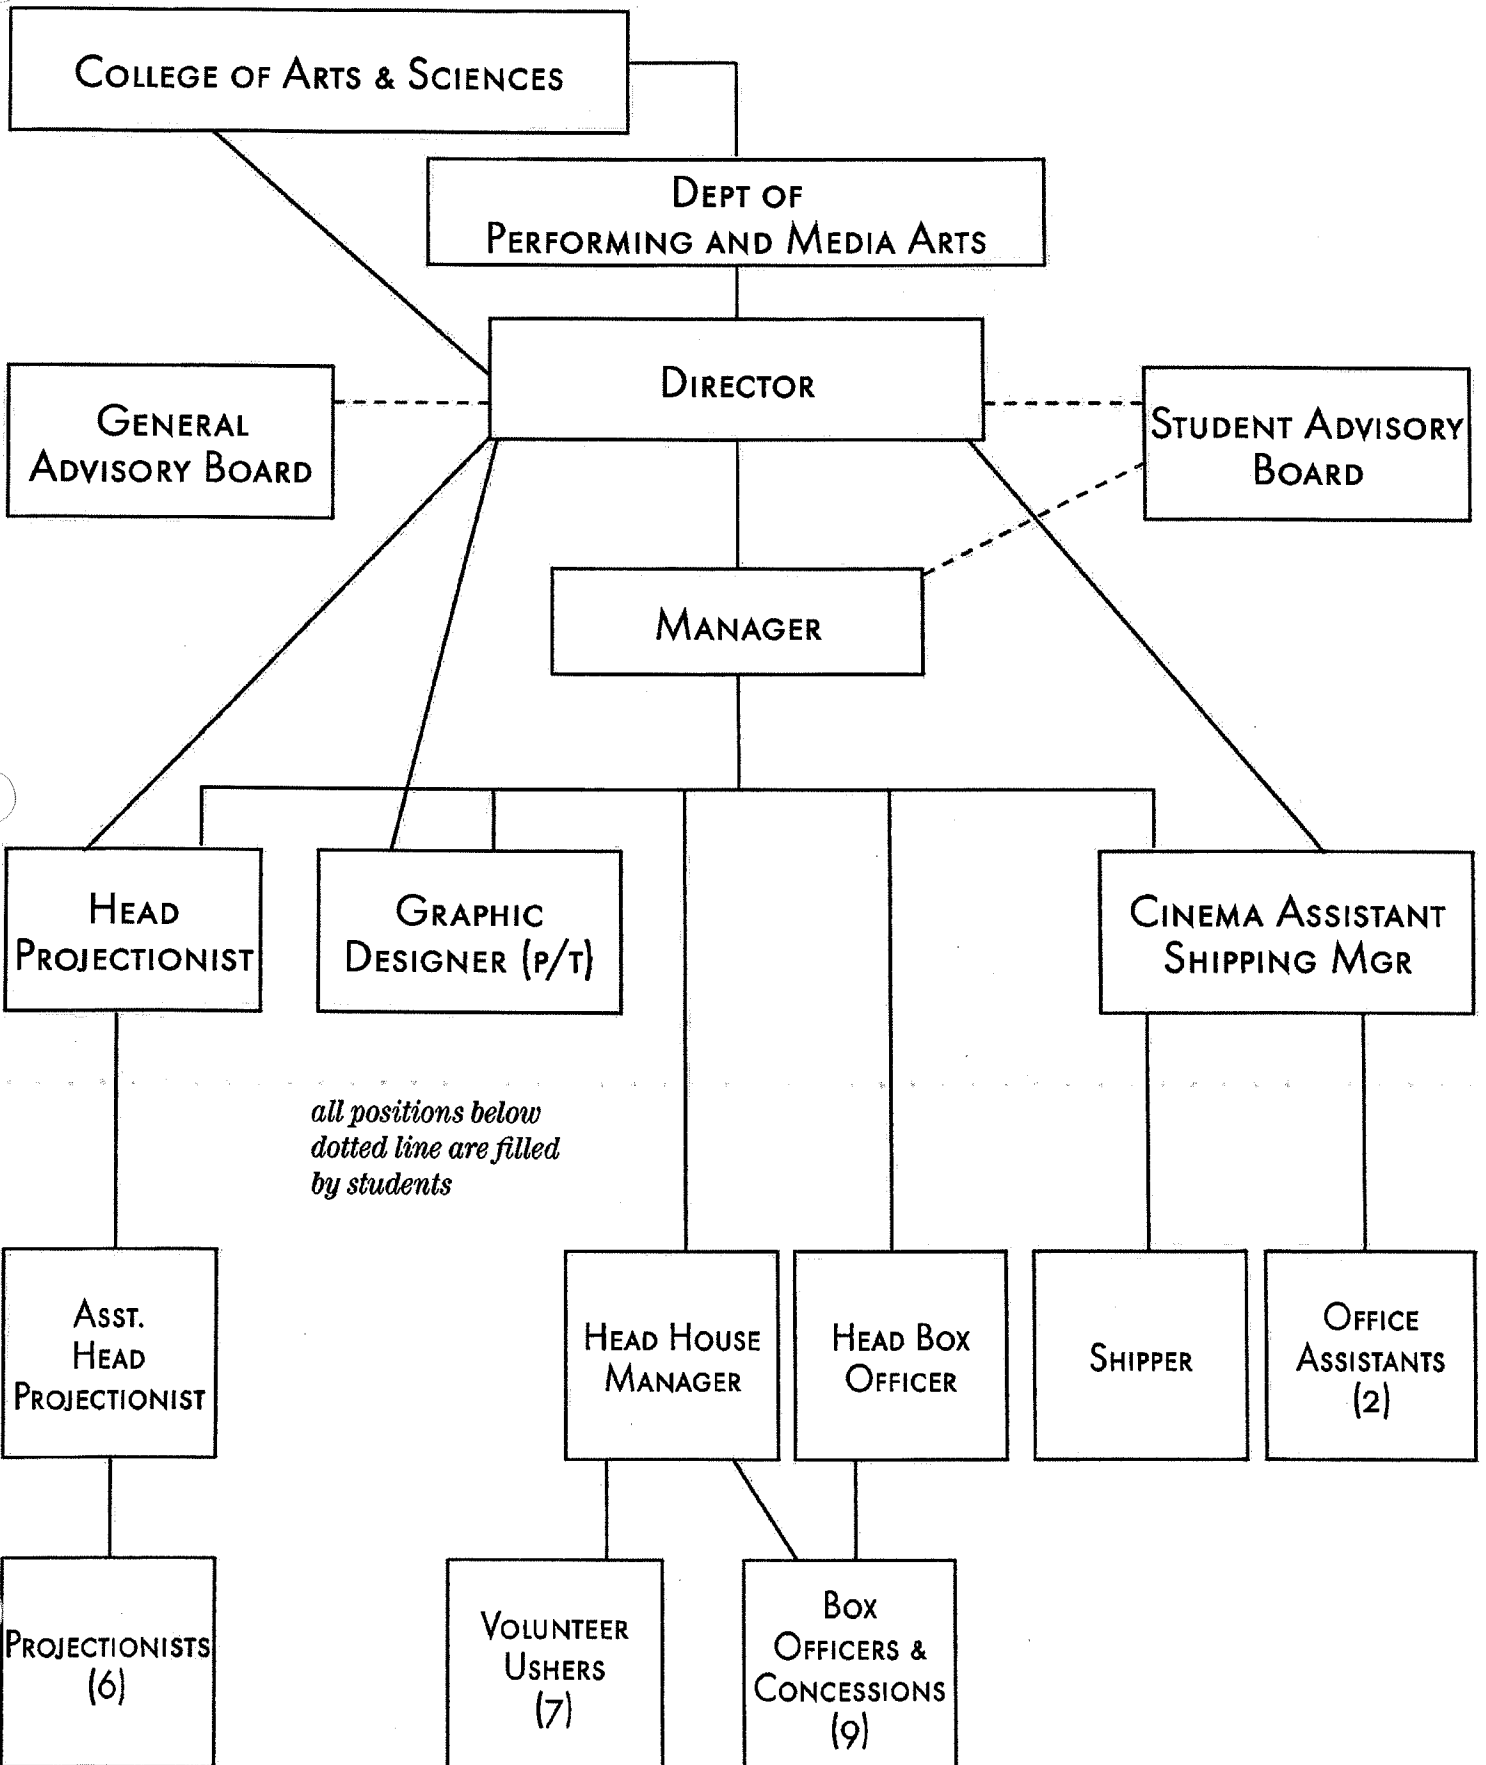 COLLEGE OF ARTS & SCIENCES
DEPT OF
PERFORMING AND MEDIA ARTS
DIRECTOR
GENERAL
ADVISORY BOARD
STUDENT ADVISORY
BOARD
MANAGER
HEAD
PROJECTIONIST
GRAPHIC
DESIGNER (P/T)
CINEMA ASSISTANT
SHIPPING MGR
all positions below
dotted line are filled
by students
ASST.
HEAD
PROJECTIONIST
HEAD HOUSE
MANAGER
HEAD BOX
OFFICER
SHIPPER
OFFICE
ASSISTANTS
(2)
PROJECTIONISTS
(6)
VOLUNTEER
USHERS
(7)
BOX
OFFICERS &
CONCESSIONS
(9)